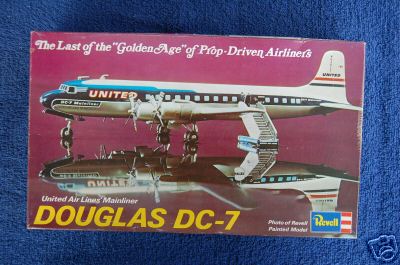 The Last of the "Golden Age" of Prop-Driven Airliners
UNITED
UNITED
DC-7 Mainliner
United Air Lines' Mainliner
DOUGLAS DC-7
Photo of Revell
Painted Model
Revell